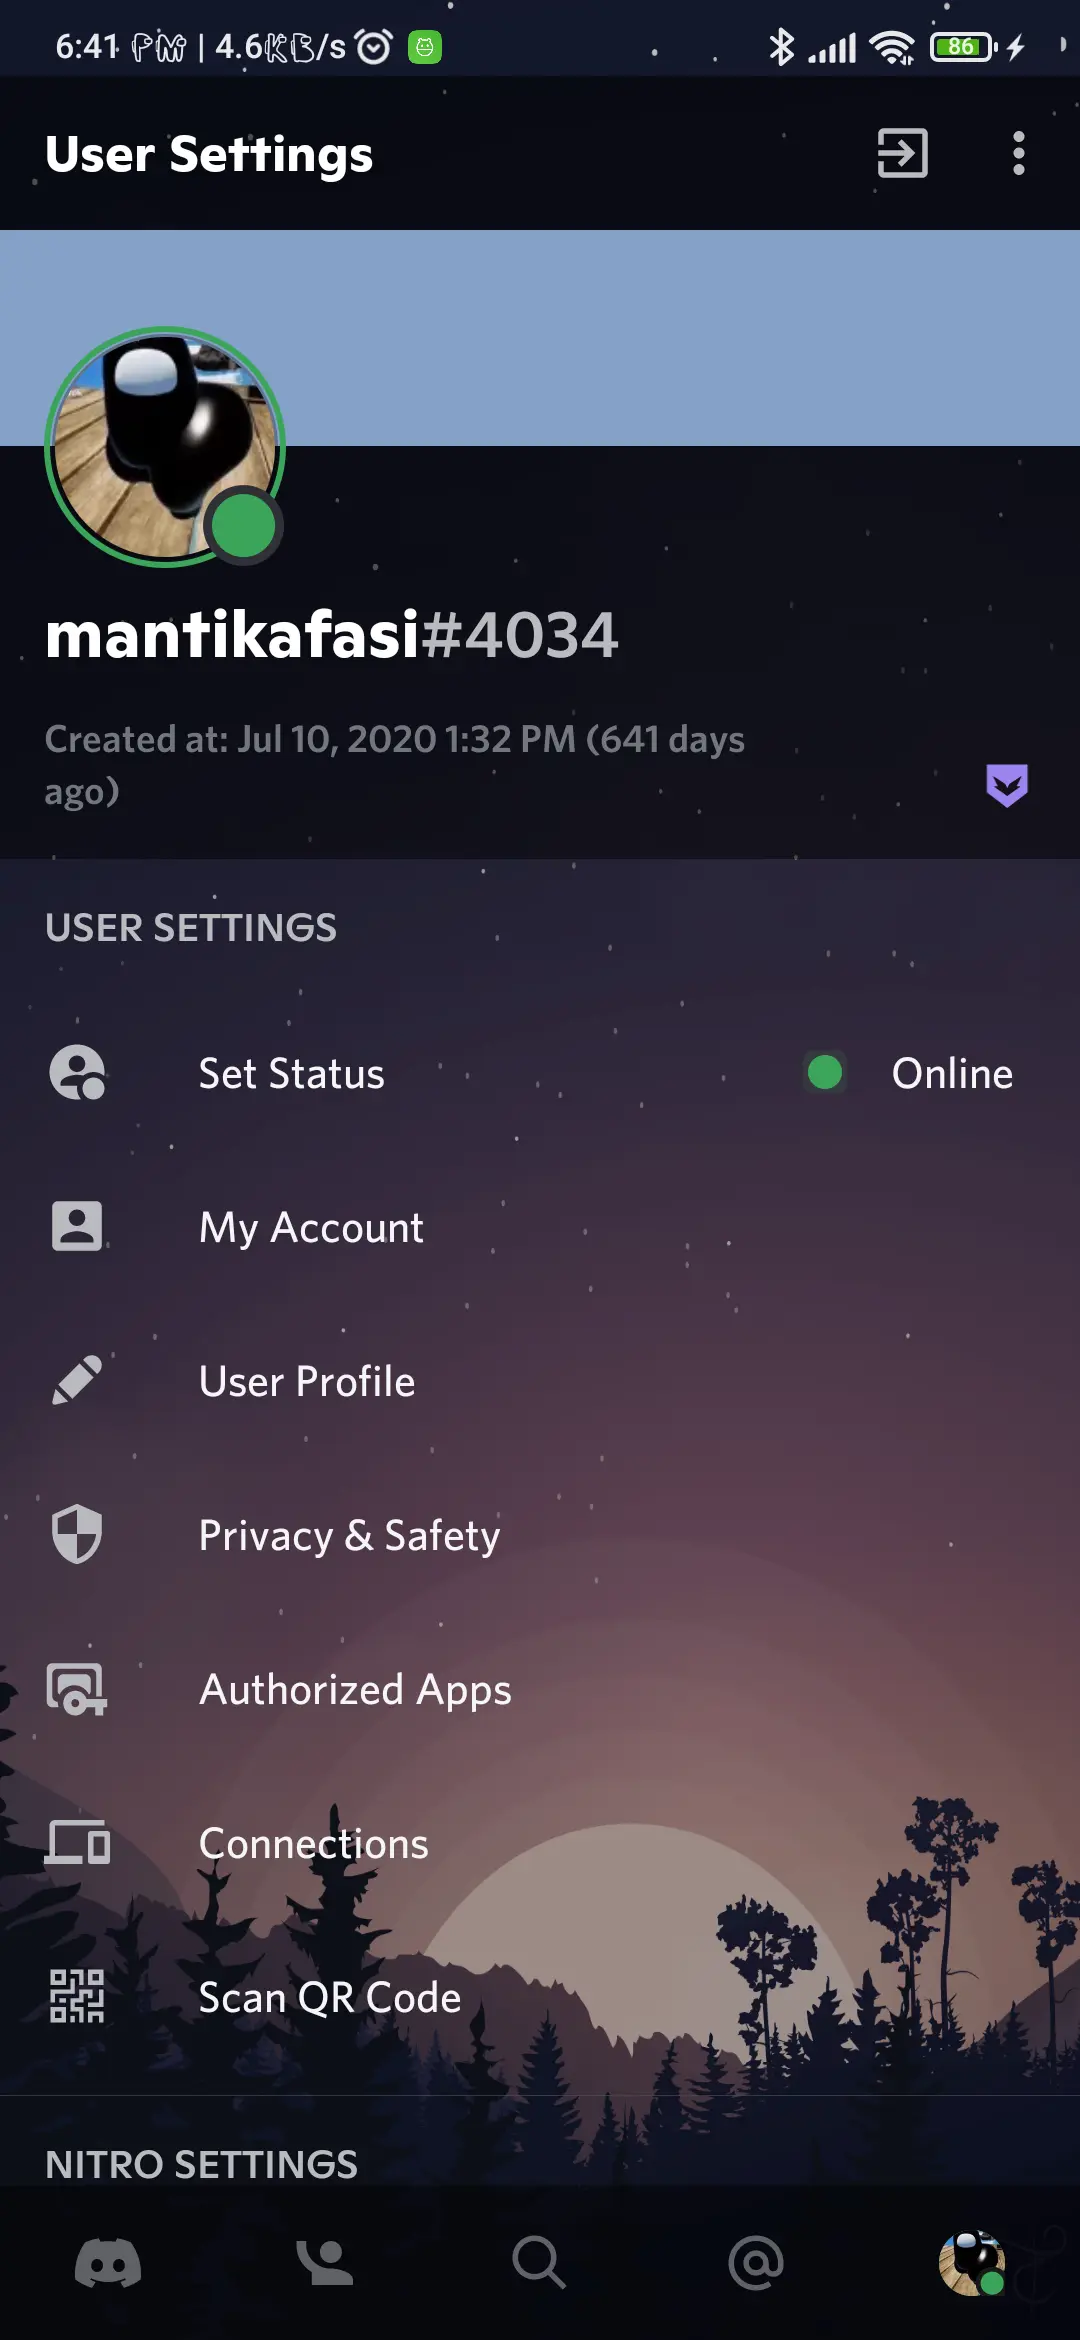 6:41 PM | 4.6KB/s
86
User Settings
mantikafasi#4034
Created at: Jul 10, 2020 1:32 PM (641 days
ago)
USER SETTINGS
Set Status
Online
My Account
User Profile
Privacy & Safety
Authorized Apps
Connections
Scan QR Code
NITRO SETTINGS